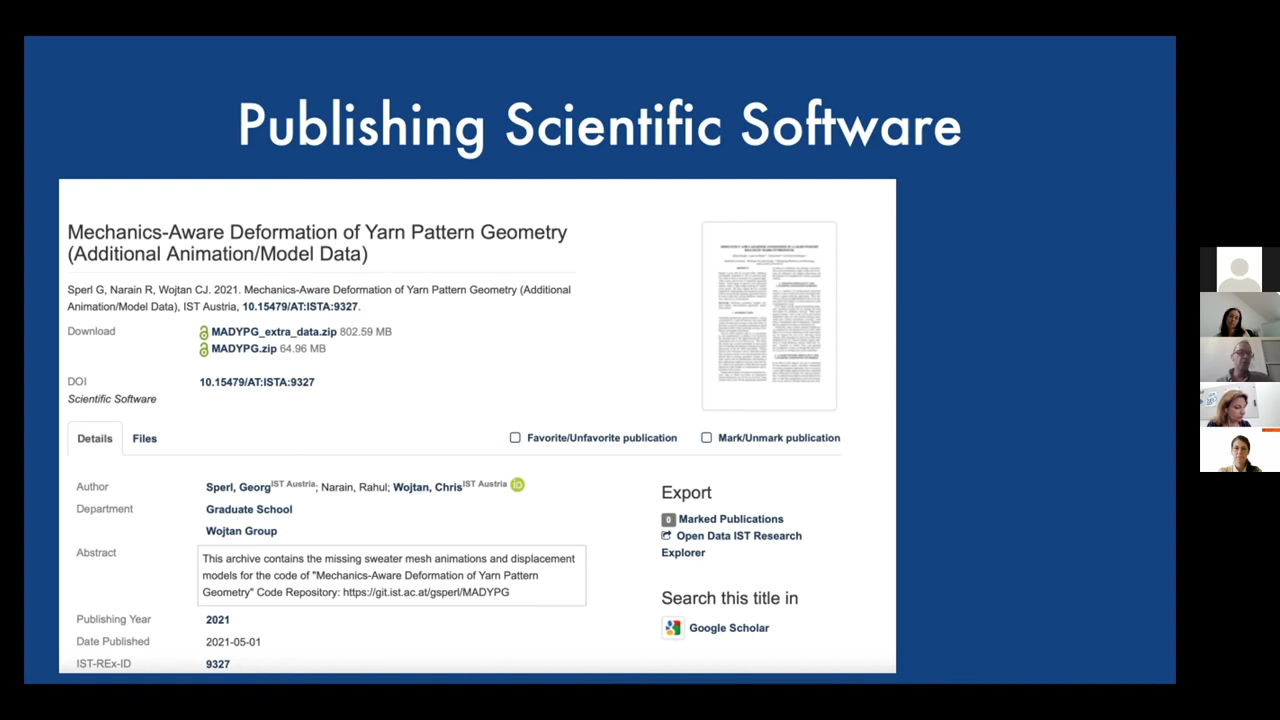 Publishing Scientific Software
Mechanics-Aware Deformation of Yarn Pattern Geometry
(Additional Animation/Model Data)
Sperl G, Narain R, Wojtan CJ. 2021. Mechanics-Aware Deformation of Yarn Pattern Geometry (Additional
Animation/Model Data), IST Austria, 10.15479/AT:ISTA:9327.
Download
MADYPG_extra_data.zip 802.59 MB
MADYPG.zip 64.96 MB
DOI 10.15479/AT:ISTA:9327
Scientific Software
Details Files
Favorite/Unfavorite publication Mark/Unmark publication
Author Sperl, Georg IST Austria; Narain, Rahul; Wojtan, Chris IST Austria iD
Department Graduate School
Wojtan Group
Abstract
This archive contains the missing sweater mesh animations and displacement
models for the code of "Mechanics-Aware Deformation of Yarn Pattern
Geometry" Code Repository: https://git.ist.ac.at/gsperl/MADYPG
Publishing Year 2021
Date Published 2021-05-01
IST-REx-ID 9327
Export
0 Marked Publications
Open Data IST Research
Explorer
Search this title in
Google Scholar